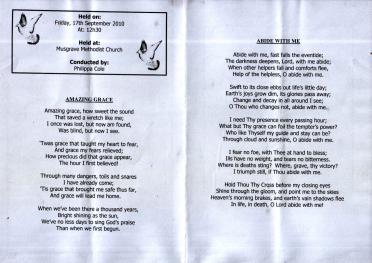 Held on:
Friday, 17th September 2010
At: 12h30
Held at:
Musgrave Methodist Church
Conducted by:
Philippa Cole
AMAZING GRACE
Amazing grace, how sweet the sound
That saved a wretch like me;
I once was lost, but now am found,
Was blind, but now I see.
'Twas grace that taught my heart to fear,
And grace my fears relieved;
How precious did that grace appear,
The hour I first believed!
Through many dangers, toils and snares
I have already come;
'Tis grace that brought me safe thus far,
And grace will lead me home.
When we've been there a thousand years,
Bright shining as the sun,
We've no less days to sing God's praise
Than when we first begun.
ABIDE WITH ME
Abide with me, fast falls the eventide;
The darkness deepens, Lord, with me abide;
When other helpers fail and comforts flee,
Help of the helpless, O abide with me.
Swift to its close ebbs out life's little day;
Earth's joys grow dim, its glories pass away;
Change and decay in all around I see;
O Thou who changes not, abide with me.
I need Thy presence every passing hour;
What but Thy grace can foil the tempter's power?
Who like Thyself my guide and stay can be?
Through cloud and sunshine, O abide with me.
I fear no foe, with Thee at hand to bless;
Ills have no weight, and tears no bitterness.
Where is deaths sting? Where, grave, thy victory?
I triumph still, if Thou abide with me.
Hold Thou Thy Cross before my closing eyes
Shine through the gloom, and point me to the skies
Heaven's morning brakes, and earth's vain shadows flee
In life, in death, O Lord abide with me!